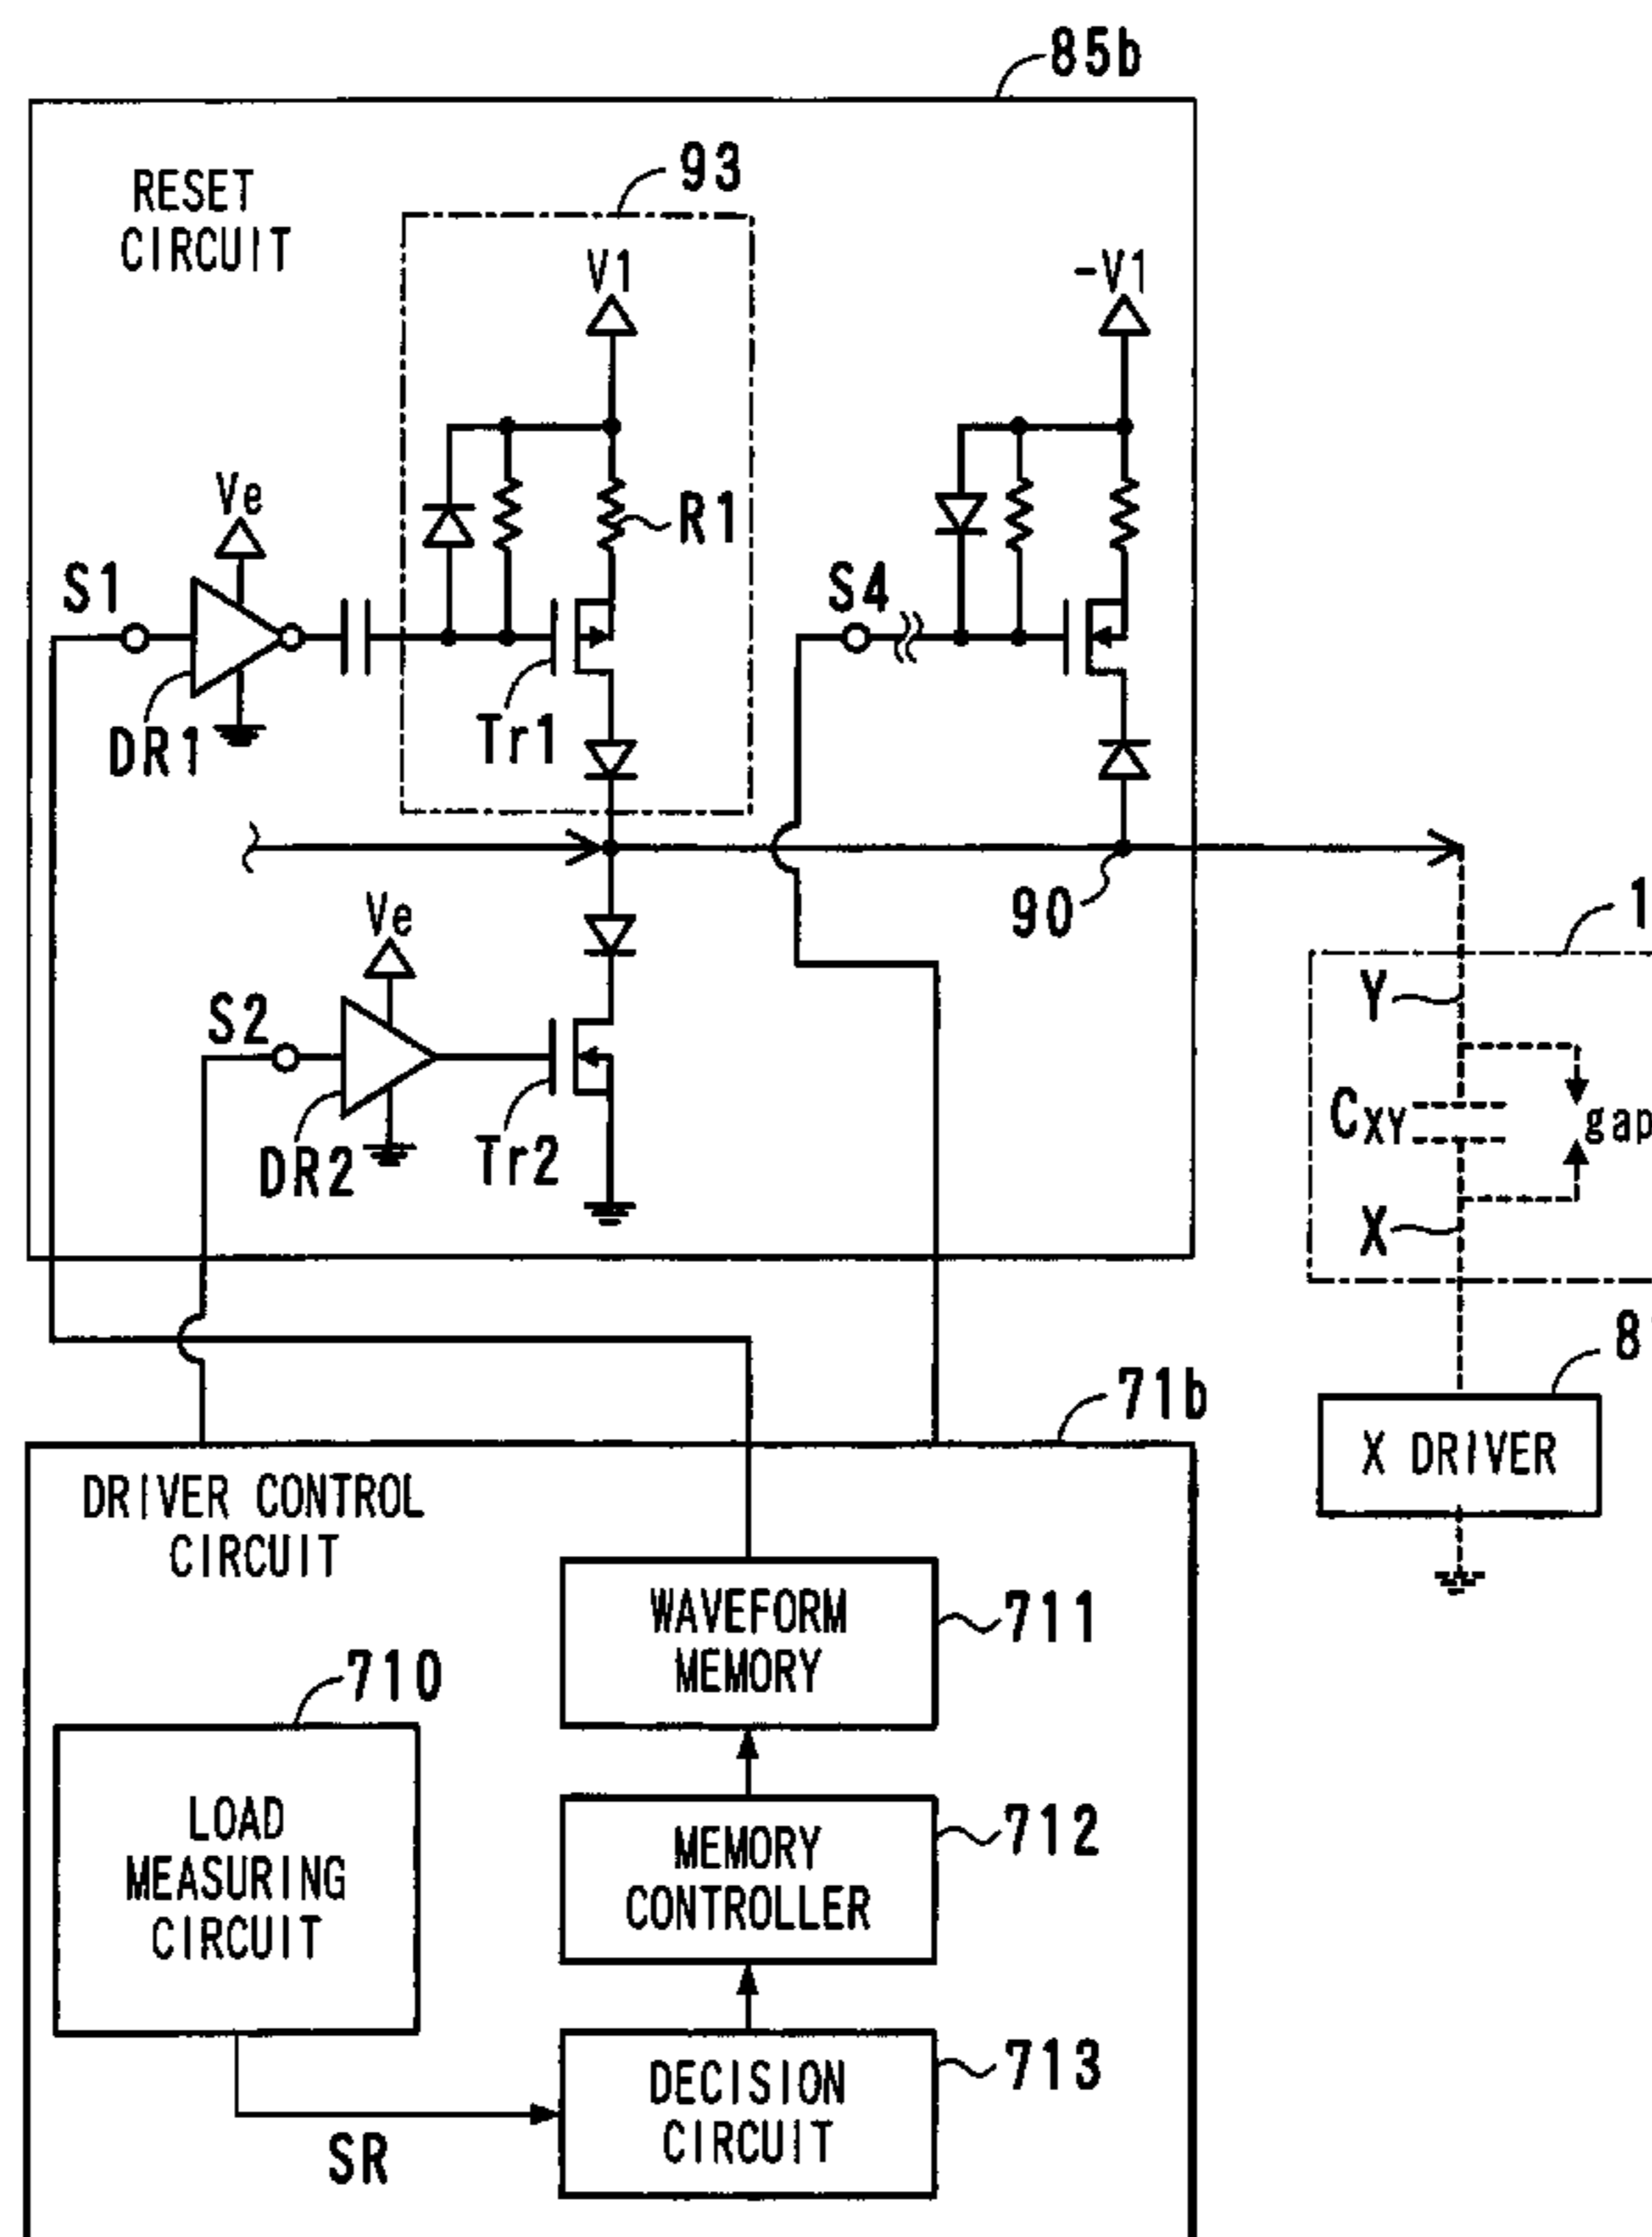 85b
93
RESET
CIRCUIT
V1
-V1
Ve
R1
S1
S4
DR1
Tr1
90
Ve
1
Y
S2
CXY
gap
DR2
Tr2
X
8
71b
X DRIVER
DRIVER CONTROL
CIRCUIT
WAVEFORM
MEMORY
711
710
LOAD
MEASURING
CIRCUIT
MEMORY
CONTROLLER
712
DECISION
CIRCUIT
713
SR